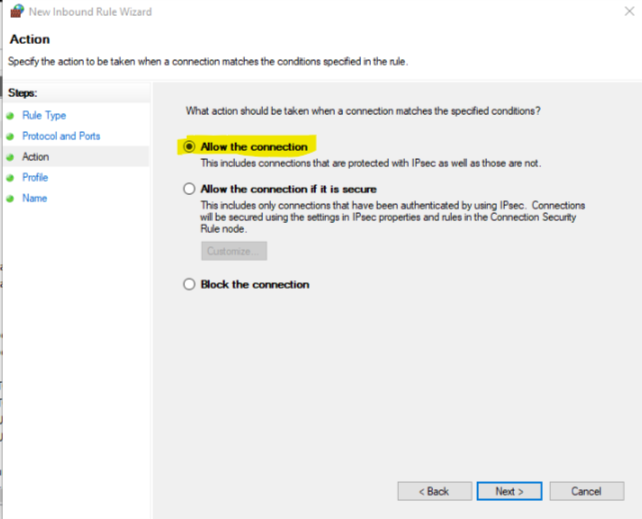 New Inbound Rule Wizard
Action
Specify the action to be taken when a connection matches the conditions specified in the rule.
Steps:
Rule Type
Protocol and Ports
Action
Profile
Name
What action should be taken when a connection matches the specified conditions?
Allow the connection
This includes connections that are protected with IPsec as well as those are not.
Allow the connection if it is secure
This includes only connections that have been authenticated by using IPsec. Connections
will be secured using the settings in IPsec properties and rules in the Connection Security
Rule node.
Customize...
Block the connection
< Back
Next >
Cancel